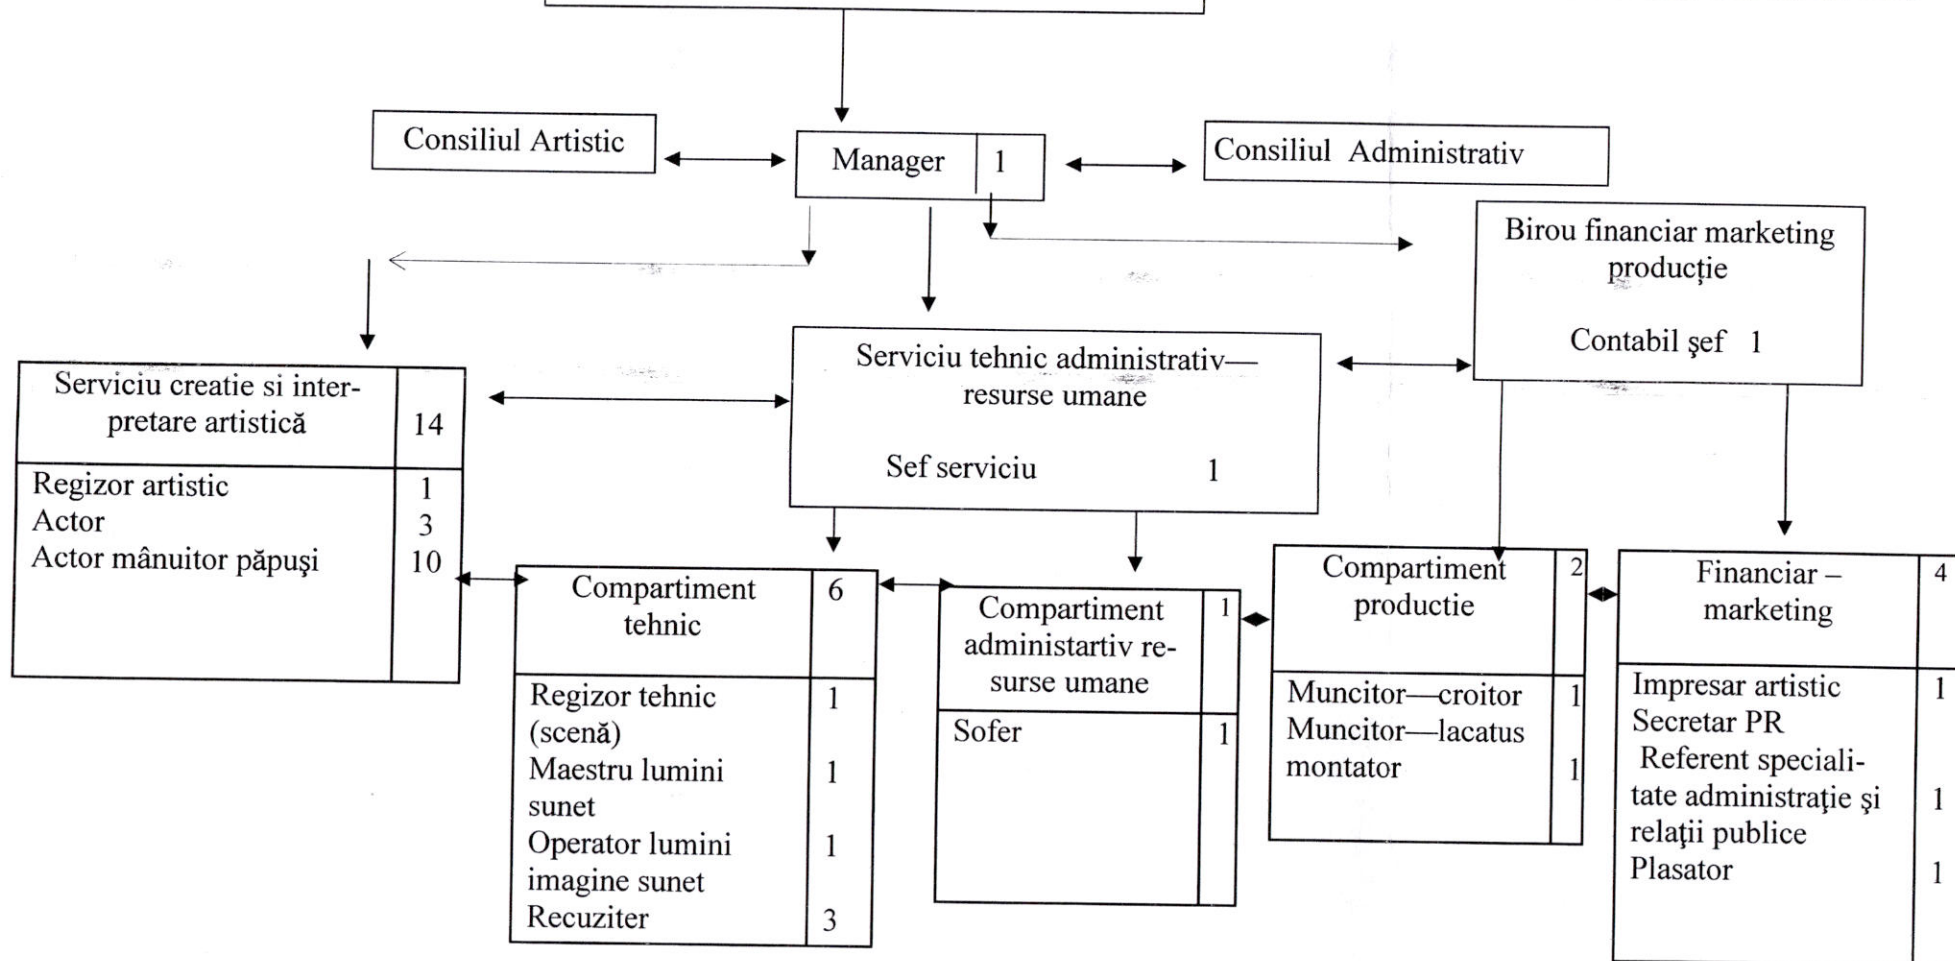 Consiliul Artistic
Manager 1
Consiliul Administrativ
Birou financiar marketing
producţie
Contabil şef 1
Serviciu tehnic administrativ—
resurse umane
Sef serviciu 1
Serviciu creatie si inter-
pretare artistică 14
Regizor artistic 1
Actor 3
Actor mânuitor păpuşi 10
Compartiment 6
tehnic
Regizor tehnic 1
(scenă)
Maestru lumini 1
sunet
Operator lumini 1
imagine sunet
Recuziter 3
Compartiment 1
administartiv re-
surse umane
Sofer 1
Compartiment 2
productie
Muncitor—croitor 1
Muncitor—lacatus
montator 1
Financiar – 4
marketing
Impresar artistic 1
Secretar PR
Referent speciali-
tate administraţie şi 1
relaţii publice
Plasator 1